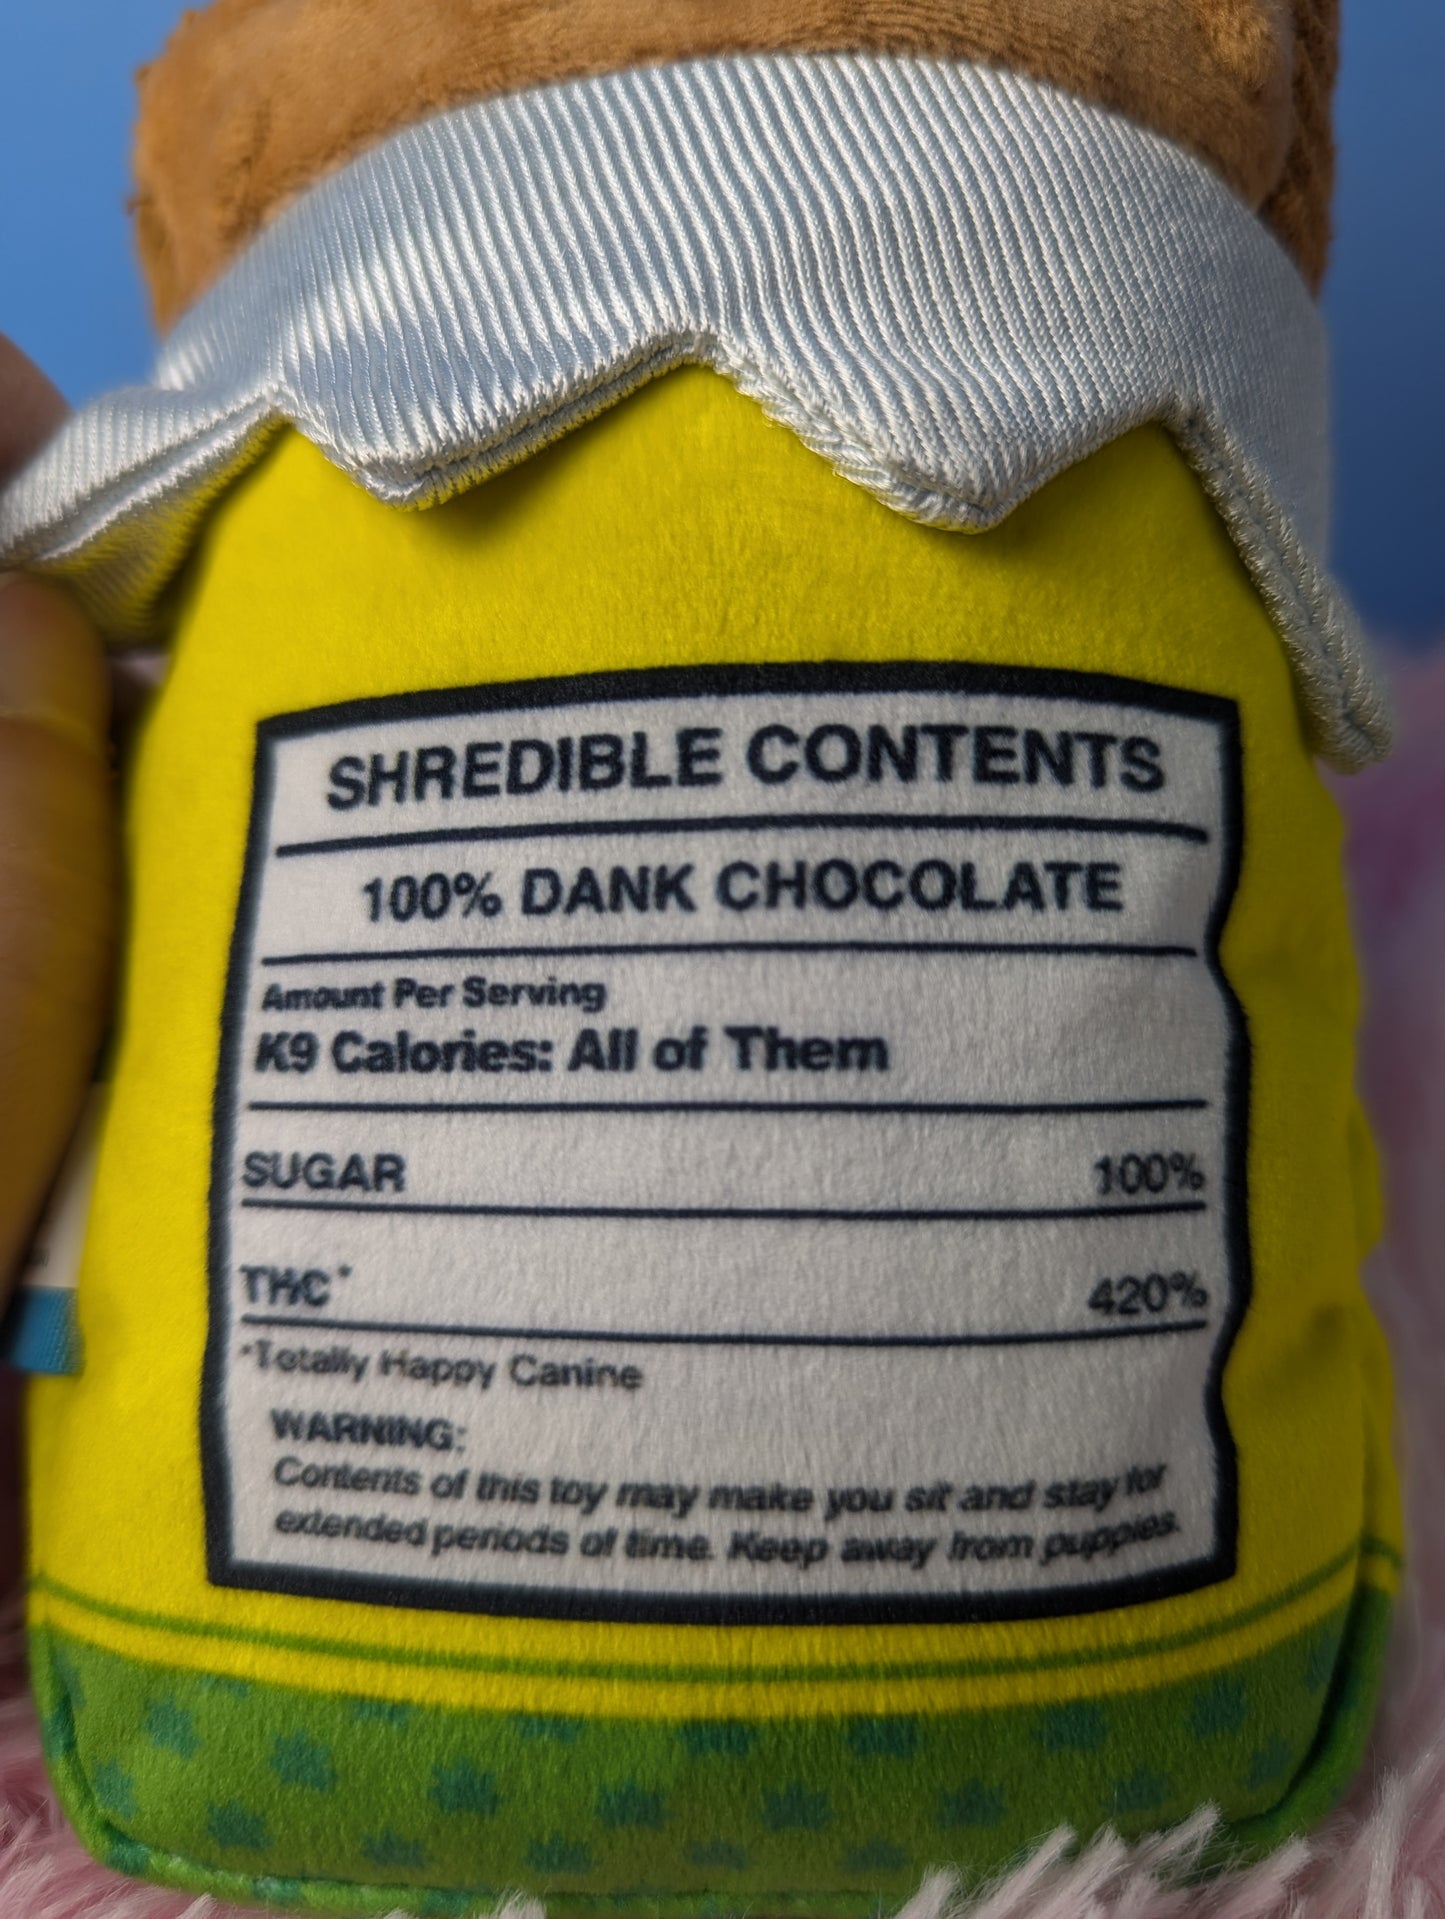 SHREDIBLE CONTENTS
100% DANK CHOCOLATE
Amount Per Serving
K9 Calories: All of Them
SUGAR 100%
THC* 420%
*Totally Happy Canine
WARNING:
Contents of this toy may make you sit and stay for
extended periods of time. Keep away from puppies.